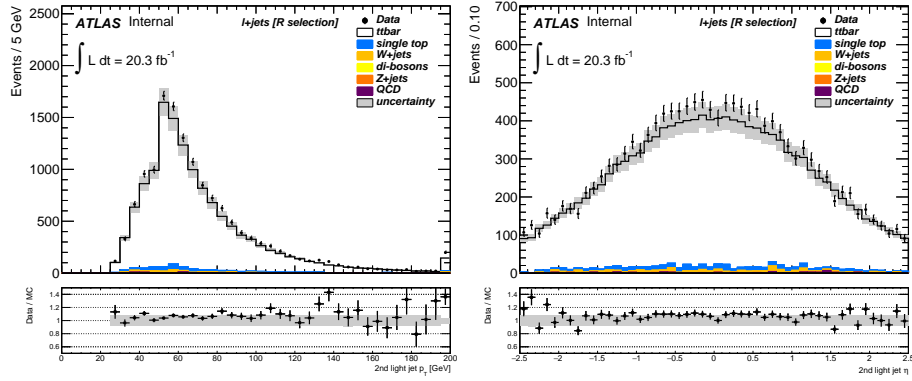 ATLAS Internal
l+jets [R selection]
∫ L dt = 20.3 fb⁻¹
Data
ttbar
single top
W+jets
di-bosons
Z+jets
QCD
uncertainty
Events / 5 GeV
2500
2000
1500
1000
500
0
Data / MC
1.4
1.2
1
0.8
0.6
0 20 40 60 80 100 120 140 160 180 200
2nd light jet p_T [GeV]
ATLAS Internal
l+jets [R selection]
∫ L dt = 20.3 fb⁻¹
Data
ttbar
single top
W+jets
di-bosons
Z+jets
QCD
uncertainty
Events / 0.10
700
600
500
400
300
200
100
0
Data / MC
1.4
1.2
1
0.8
0.6
-2.5 -2 -1.5 -1 -0.5 0 0.5 1 1.5 2 2.5
2nd light jet η